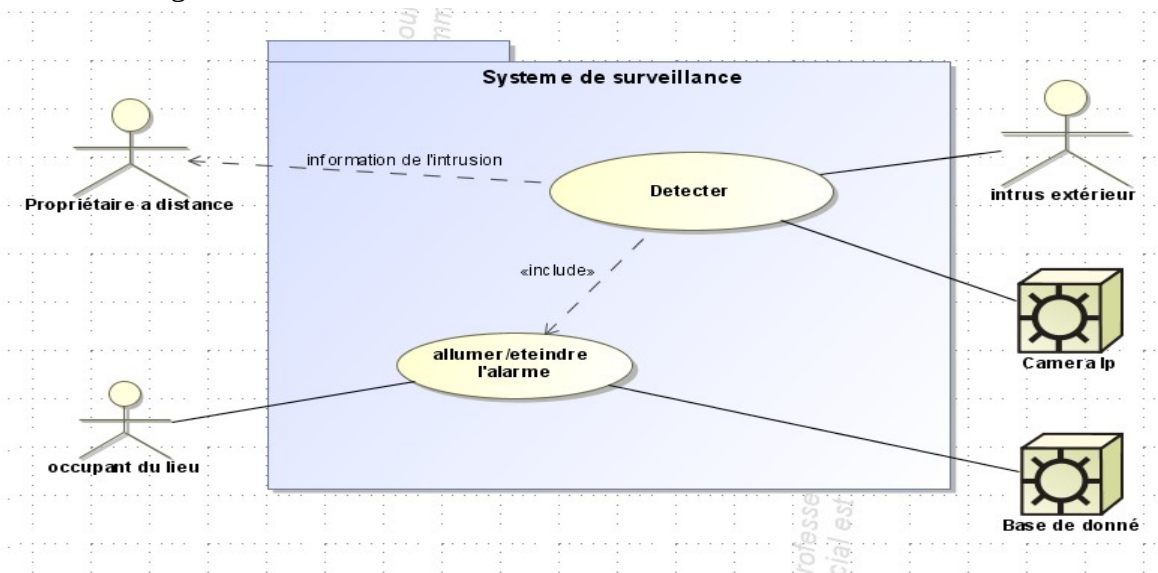 Systeme de surveillance
information de l'intrusion
Detecter
Propriétaire a distance
intrus extérieur
«include»
allumer/eteindre
l'alarme
Camera Ip
occupant du lieu
Base de donné